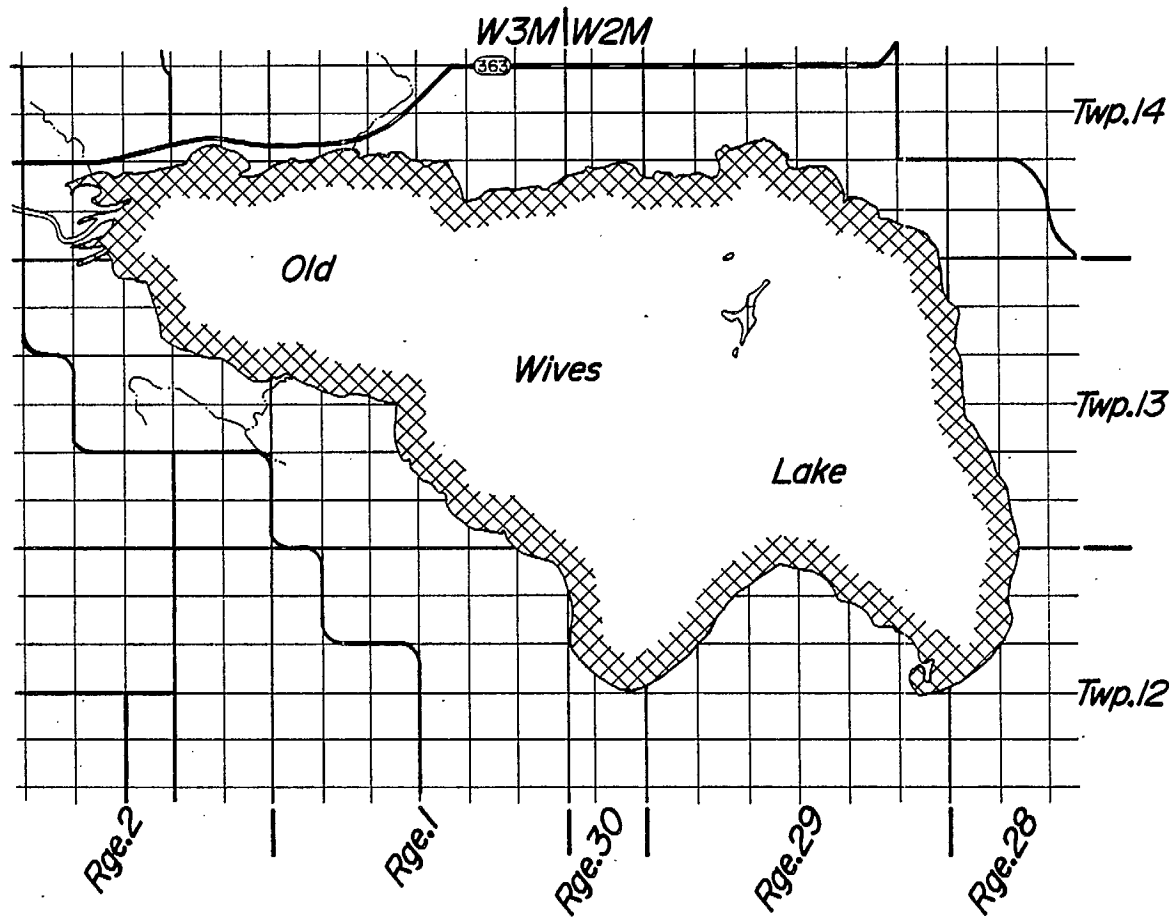 W3M W2M
363
Twp.14
Old
Wives
Twp.13
Lake
Twp.12
Rge.2
Rge.1
Rge.30
Rge.29
Rge.28